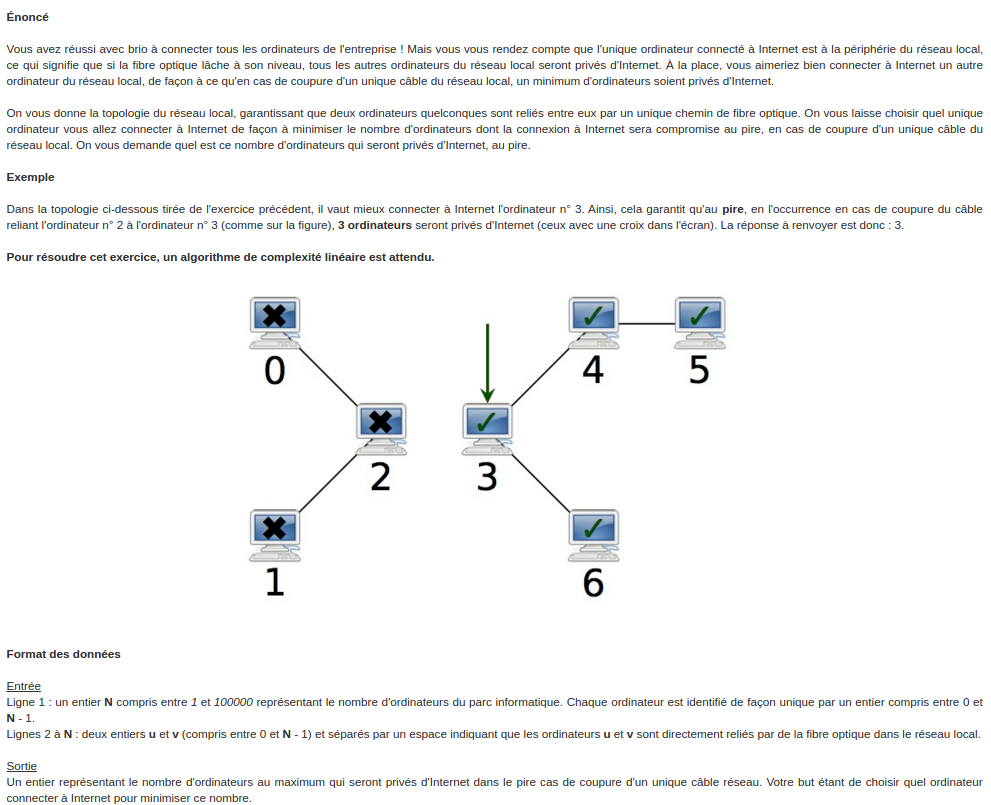 Énoncé
Vous avez réussi avec brio à connecter tous les ordinateurs de l'entreprise ! Mais vous vous rendez compte que l'unique ordinateur connecté à Internet est à la périphérie du réseau local,
ce qui signifie que si la fibre optique lâche à son niveau, tous les autres ordinateurs du réseau local seront privés d'Internet. À la place, vous aimeriez bien connecter à Internet un autre
ordinateur du réseau local, de façon à ce qu'en cas de coupure d'un unique câble du réseau local, un minimum d'ordinateurs soient privés d'Internet.
On vous donne la topologie du réseau local, garantissant que deux ordinateurs quelconques sont reliés entre eux par un unique chemin de fibre optique. On vous laisse choisir quel unique
ordinateur vous allez connecter à Internet de façon à minimiser le nombre d'ordinateurs dont la connexion à Internet sera compromise au pire, en cas de coupure d'un unique câble du
réseau local. On vous demande quel est ce nombre d'ordinateurs qui seront privés d'Internet, au pire.
Exemple
Dans la topologie ci-dessous tirée de l'exercice précédent, il vaut mieux connecter à Internet l'ordinateur n° 3. Ainsi, cela garantit qu'au pire, en l'occurrence en cas de coupure du câble
reliant l'ordinateur n° 2 à l'ordinateur n° 3 (comme sur la figure), 3 ordinateurs seront privés d'Internet (ceux avec une croix dans l'écran). La réponse à renvoyer est donc : 3.
Pour résoudre cet exercice, un algorithme de complexité linéaire est attendu.
0
4
5
2
3
1
6
Format des données
Entrée
Ligne 1 : un entier N compris entre 1 et 100000 représentant le nombre d'ordinateurs du parc informatique. Chaque ordinateur est identifié de façon unique par un entier compris entre 0 et
N - 1.
Lignes 2 à N : deux entiers u et v (compris entre 0 et N - 1) et séparés par un espace indiquant que les ordinateurs u et v sont directement reliés par de la fibre optique dans le réseau local.
Sortie
Un entier représentant le nombre d'ordinateurs au maximum qui seront privés d'Internet dans le pire cas de coupure d'un unique câble réseau. Votre but étant de choisir quel ordinateur
connecter à Internet pour minimiser ce nombre.